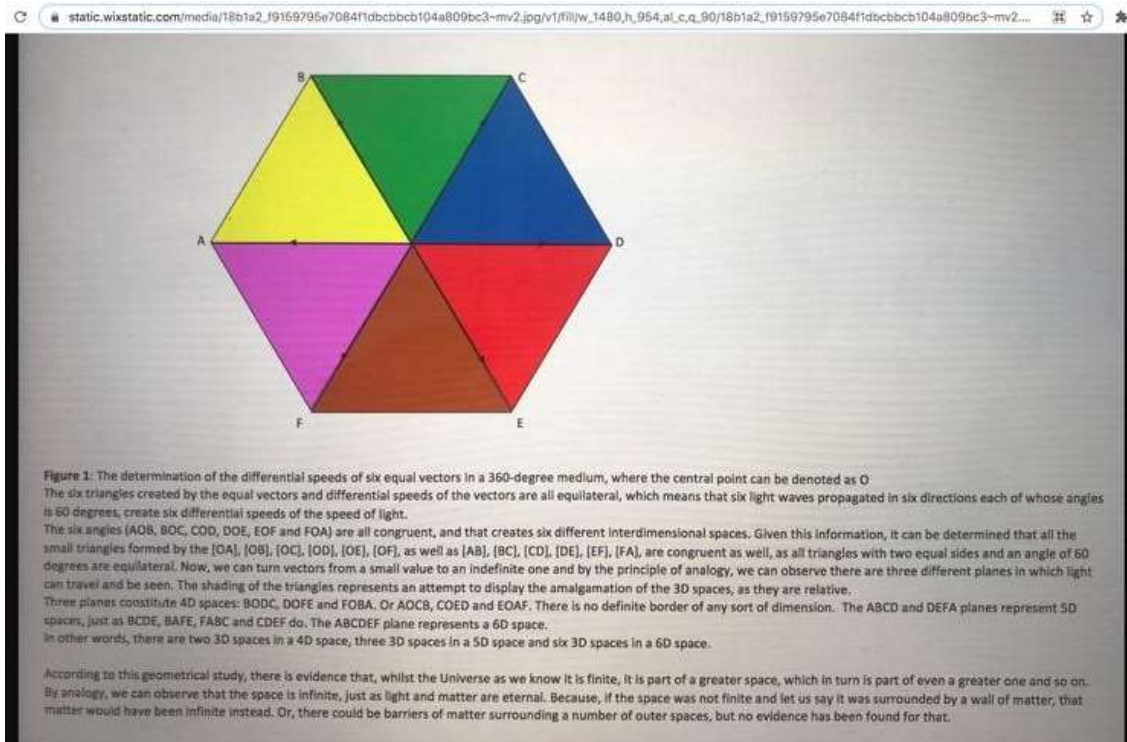 static.wixstatic.com/media/18b1a2_f9159795e7084f1dbcbbcb104a809bc3~mv2.jpg/v1/fill/w_1480,h_954,al_c,q_90/18b1a2_f9159795e7084f1dbcbbcb104a809bc3~mv2....
B
C
A
D
F
E
Figure 1: The determination of the differential speeds of six equal vectors in a 360-degree medium, where the central point can be denoted as O
The six triangles created by the equal vectors and differential speeds of the vectors are all equilateral, which means that six light waves propagated in six directions each of whose angles
is 60 degrees, create six differential speeds of the speed of light.
The six angles (AOB, BOC, COD, DOE, EOF and FOA) are all congruent, and that creates six different interdimensional spaces. Given this information, it can be determined that all the
small triangles formed by the [OA], [OB], [OC], [OD], [OE], [OF], as well as [AB], [BC], [CD], [DE], [EF], [FA], are congruent as well, as all triangles with two equal sides and an angle of 60
degrees are equilateral. Now, we can turn vectors from a small value to an indefinite one and by the principle of analogy, we can observe there are three different planes in which light
can travel and be seen. The shading of the triangles represents an attempt to display the amalgamation of the 3D spaces, as they are relative.
Three planes constitute 4D spaces: BODC, DOFE and FOBA. Or AOCB, COED and EOAF. There is no definite border of any sort of dimension. The ABCD and DEFA planes represent 5D
spaces, just as BCDE, BAFE, FABC and CDEF do. The ABCDEF plane represents a 6D space.
In other words, there are two 3D spaces in a 4D space, three 3D spaces in a 5D space and six 3D spaces in a 6D space.
According to this geometrical study, there is evidence that, whilst the Universe as we know it is finite, it is part of a greater space, which in turn is part of even a greater one and so on.
By analogy, we can observe that the space is infinite, just as light and matter are eternal. Because, if the space was not finite and let us say it was surrounded by a wall of matter, that
matter would have been infinite instead. Or, there could be barriers of matter surrounding a number of outer spaces, but no evidence has been found for that.